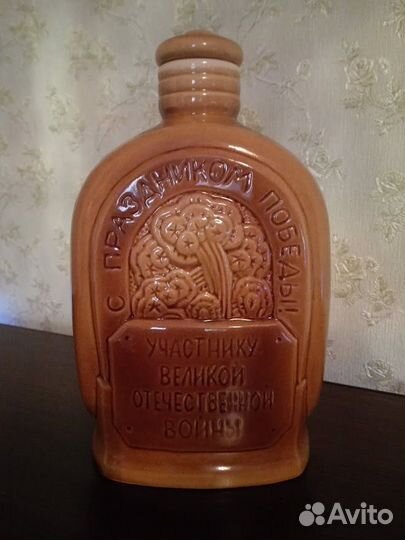 С ПРАЗДНИКОМ ПОБЕДЫ!
УЧАСТНИКУ
ВЕЛИКОЙ
ОТЕЧЕСТВЕННОЙ
ВОЙНЫ
Avito